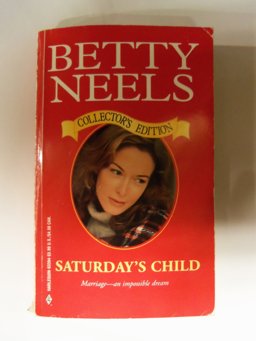 BETTY
NEELS
COLLECTOR'S EDITION
SATURDAY'S CHILD
Marriage—an impossible dream